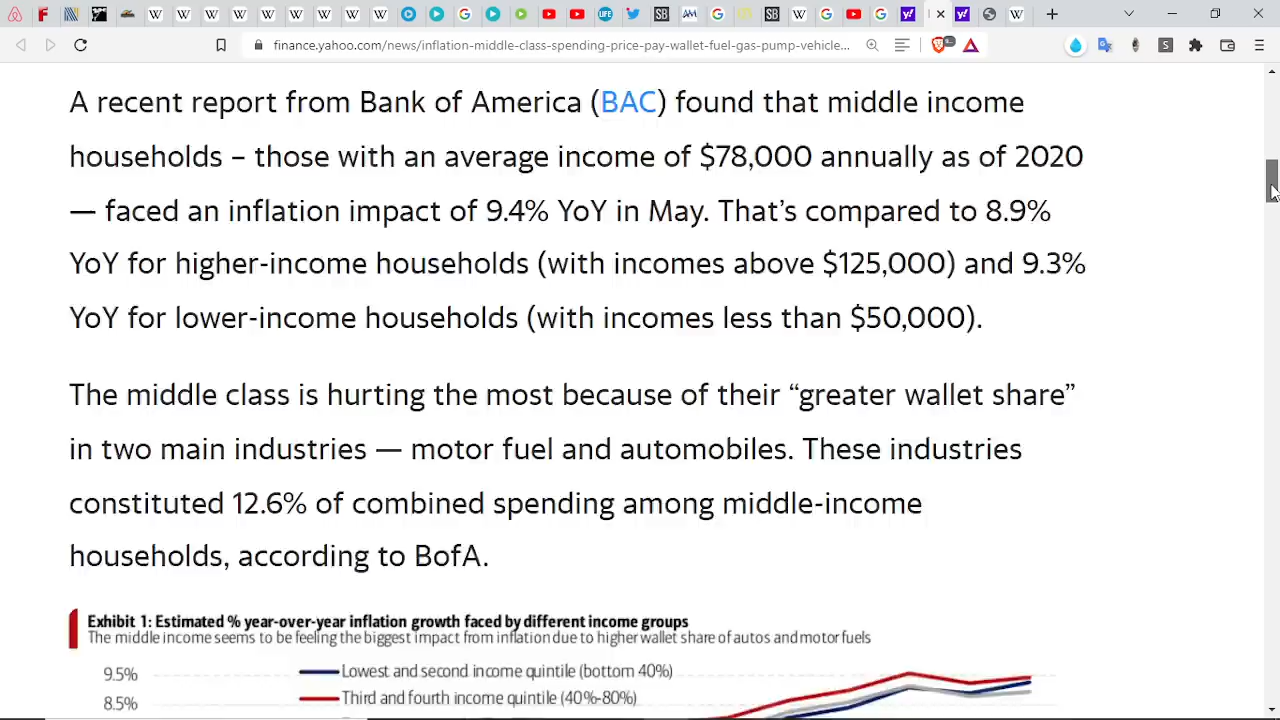 finance.yahoo.com/news/inflation-middle-class-spending-price-pay-wallet-fuel-gas-pump-vehicle...
A recent report from Bank of America (BAC) found that middle income
households – those with an average income of $78,000 annually as of 2020
— faced an inflation impact of 9.4% YoY in May. That’s compared to 8.9%
YoY for higher-income households (with incomes above $125,000) and 9.3%
YoY for lower-income households (with incomes less than $50,000).
The middle class is hurting the most because of their “greater wallet share”
in two main industries — motor fuel and automobiles. These industries
constituted 12.6% of combined spending among middle-income
households, according to BofA.
Exhibit 1: Estimated % year-over-year inflation growth faced by different income groups
The middle income seems to be feeling the biggest impact from inflation due to higher wallet share of autos and motor fuels
9.5%
Lowest and second income quintile (bottom 40%)
Third and fourth income quintile (40%-80%)
8.5%